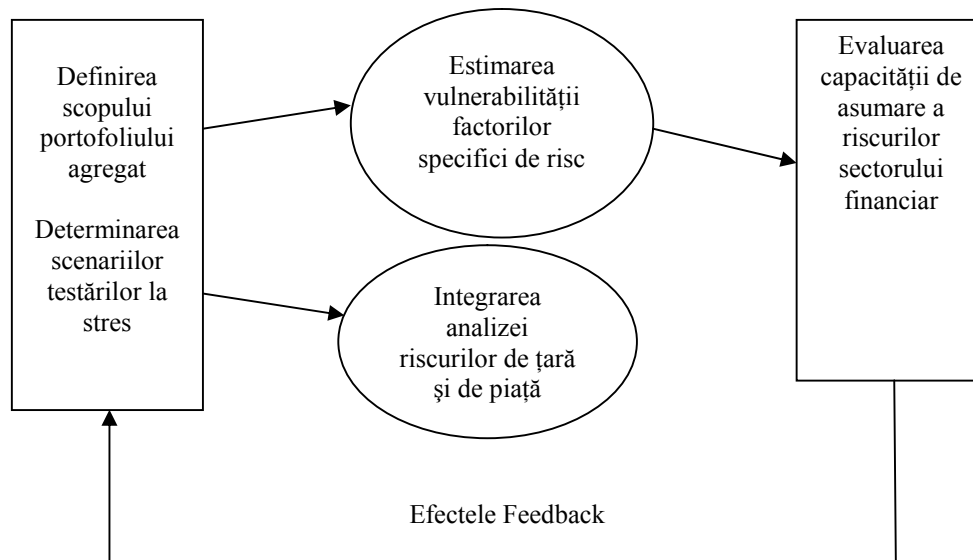 Definirea
scopului
portofoliului
agregat
Determinarea
scenariilor
testărilor la
stres
Estimarea
vulnerabilității
factorilor
specifici de risc
Integrarea
analizei
riscurilor de țară
şi de piață
Evaluarea
capacității de
asumare a
riscurilor
sectorului
financiar
Efectele Feedback